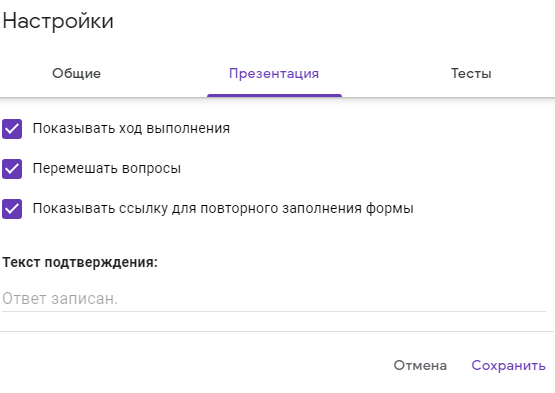 Настройки
Общие Презентация Тесты
Показывать ход выполнения
Перемешать вопросы
Показывать ссылку для повторного заполнения формы
Текст подтверждения:
Ответ записан.
Отмена Сохранить